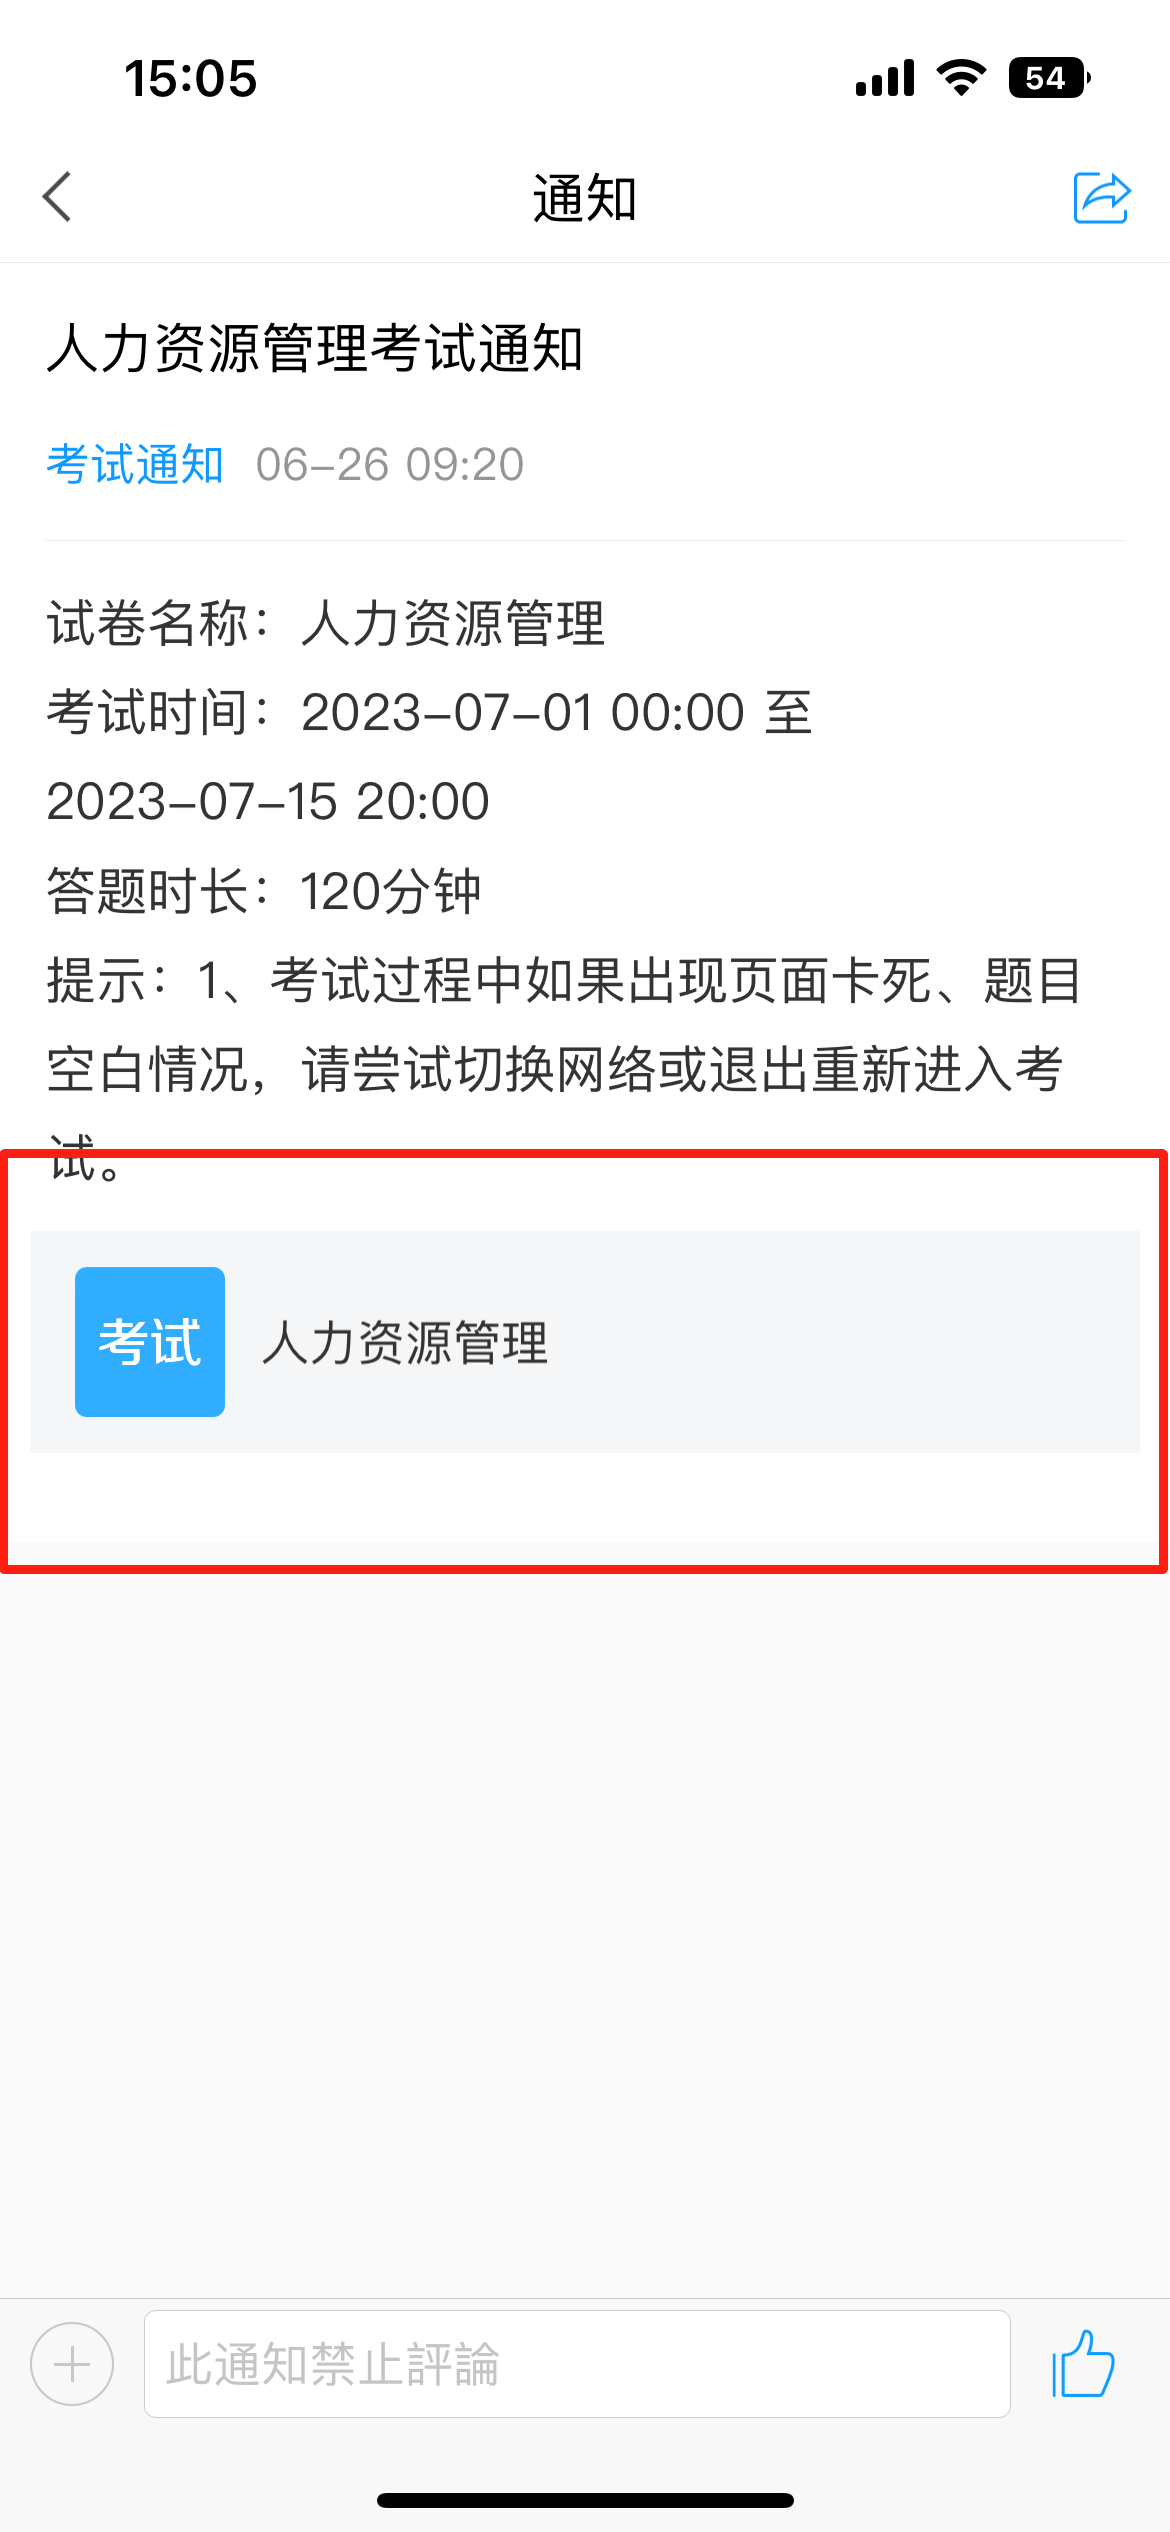 15:05
54
通知
人力资源管理考试通知
考试通知 06-26 09:20
试卷名称：人力资源管理
考试时间：2023-07-01 00:00 至
2023-07-15 20:00
答题时长：120分钟
提示：1、考试过程中如果出现页面卡死、题目
空白情况，请尝试切换网络或退出重新进入考
试。
考试 人力资源管理
此通知禁止評論